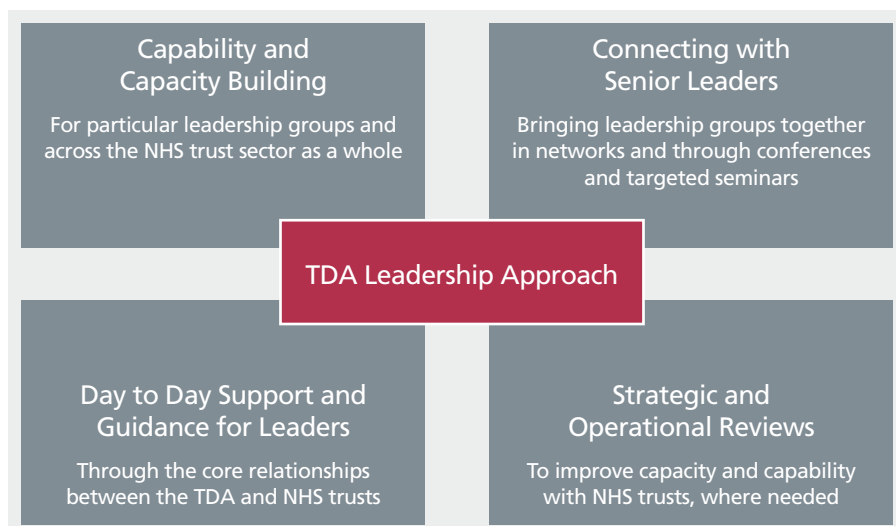 Capability and
Capacity Building
For particular leadership groups and
across the NHS trust sector as a whole
Connecting with
Senior Leaders
Bringing leadership groups together
in networks and through conferences
and targeted seminars
TDA Leadership Approach
Day to Day Support and
Guidance for Leaders
Through the core relationships
between the TDA and NHS trusts
Strategic and
Operational Reviews
To improve capacity and capability
with NHS trusts, where needed